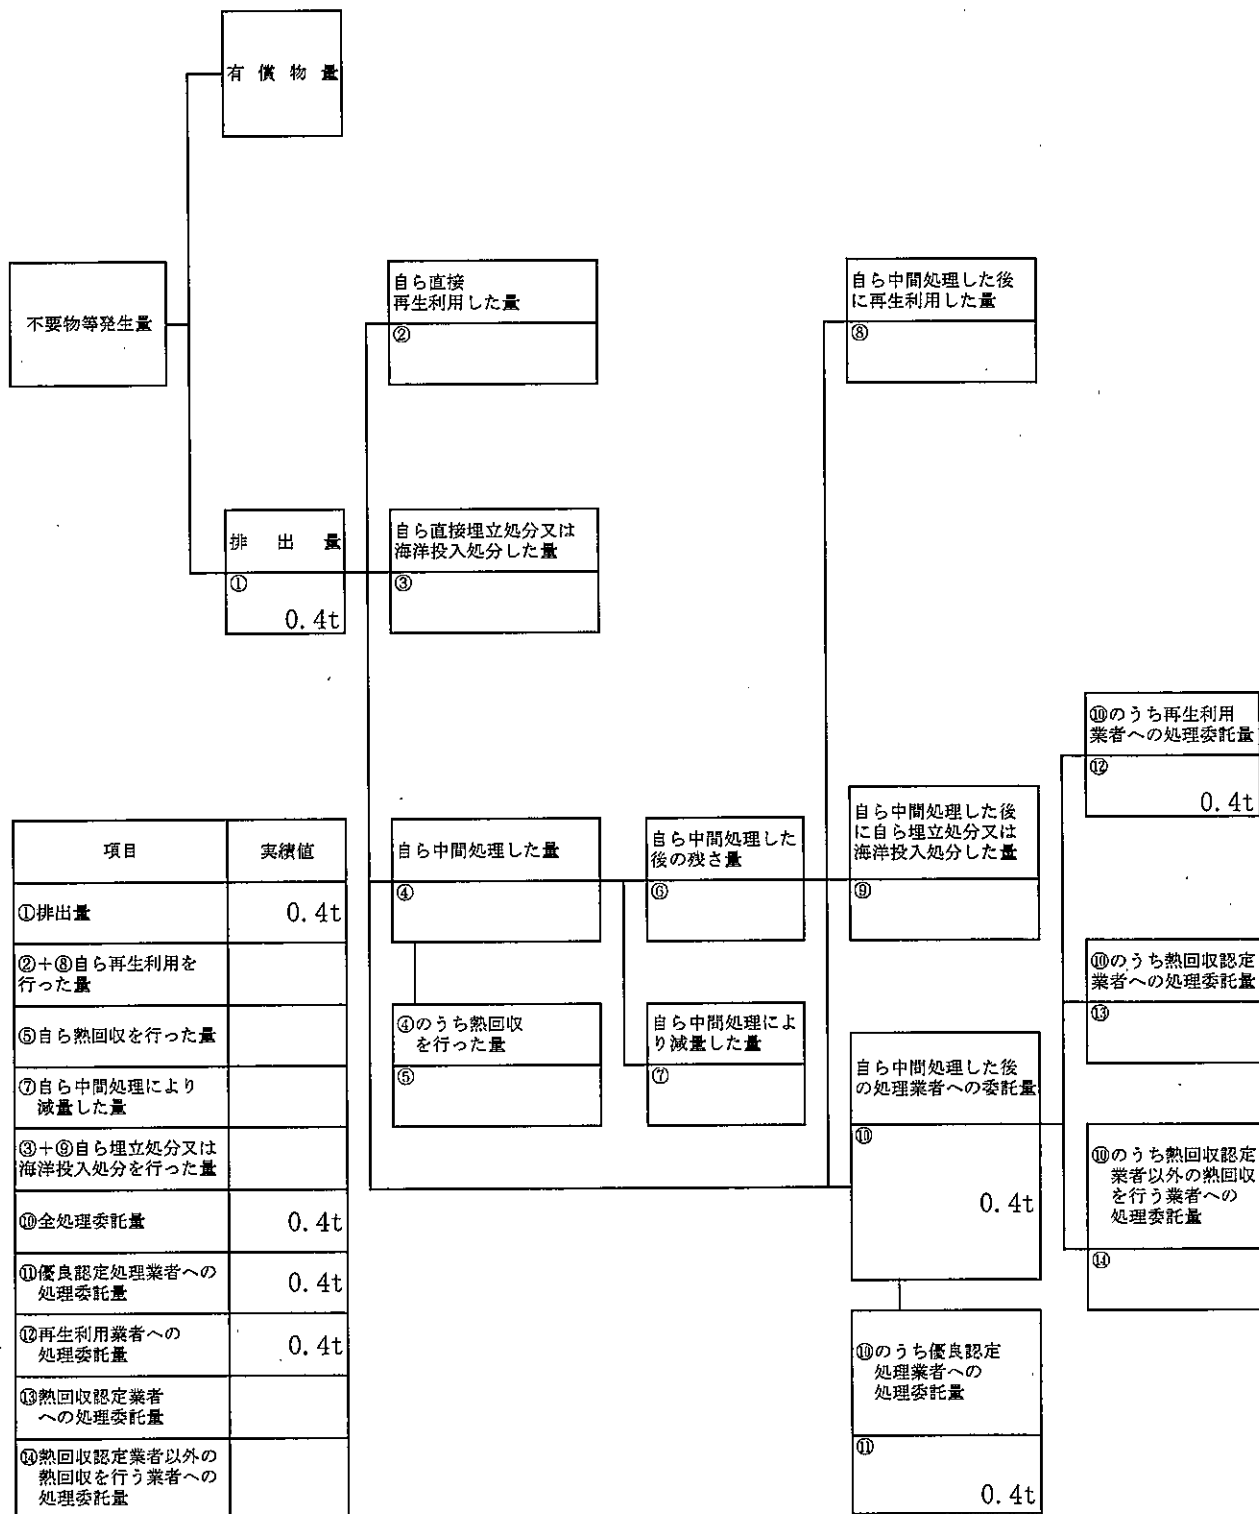 有償物量
不要物等発生量
自ら直接
再生利用した量
②
自ら中間処理した後
に再生利用した量
⑧
排出量
①
0.4t
自ら直接埋立処分又は
海洋投入処分した量
③
⑩のうち再生利用
業者への処理委託量
⑫
0.4t
自ら中間処理した量
④
自ら中間処理した
後の残さ量
⑥
自ら中間処理した後
に自ら埋立処分又は
海洋投入処分した量
⑨
⑩のうち熱回収認定
業者への処理委託量
⑬
④のうち熱回収
を行った量
⑤
自ら中間処理によ
り減量した量
⑦
自ら中間処理した後
の処理業者への委託量
⑩
0.4t
⑩のうち熱回収認定
業者以外の熱回収
を行う業者への
処理委託量
⑭
⑩のうち優良認定
処理業者への
処理委託量
⑪
0.4t
項目 実績値
①排出量 0.4t
②+⑧自ら再生利用を
行った量
⑤自ら熱回収を行った量
⑦自ら中間処理により
減量した量
③+⑨自ら埋立処分又は
海洋投入処分を行った量
⑩全処理委託量 0.4t
⑪優良認定処理業者への
処理委託量 0.4t
⑫再生利用業者への
処理委託量 0.4t
⑬熱回収認定業者
への処理委託量
⑭熱回収認定業者以外の
熱回収を行う業者への
処理委託量